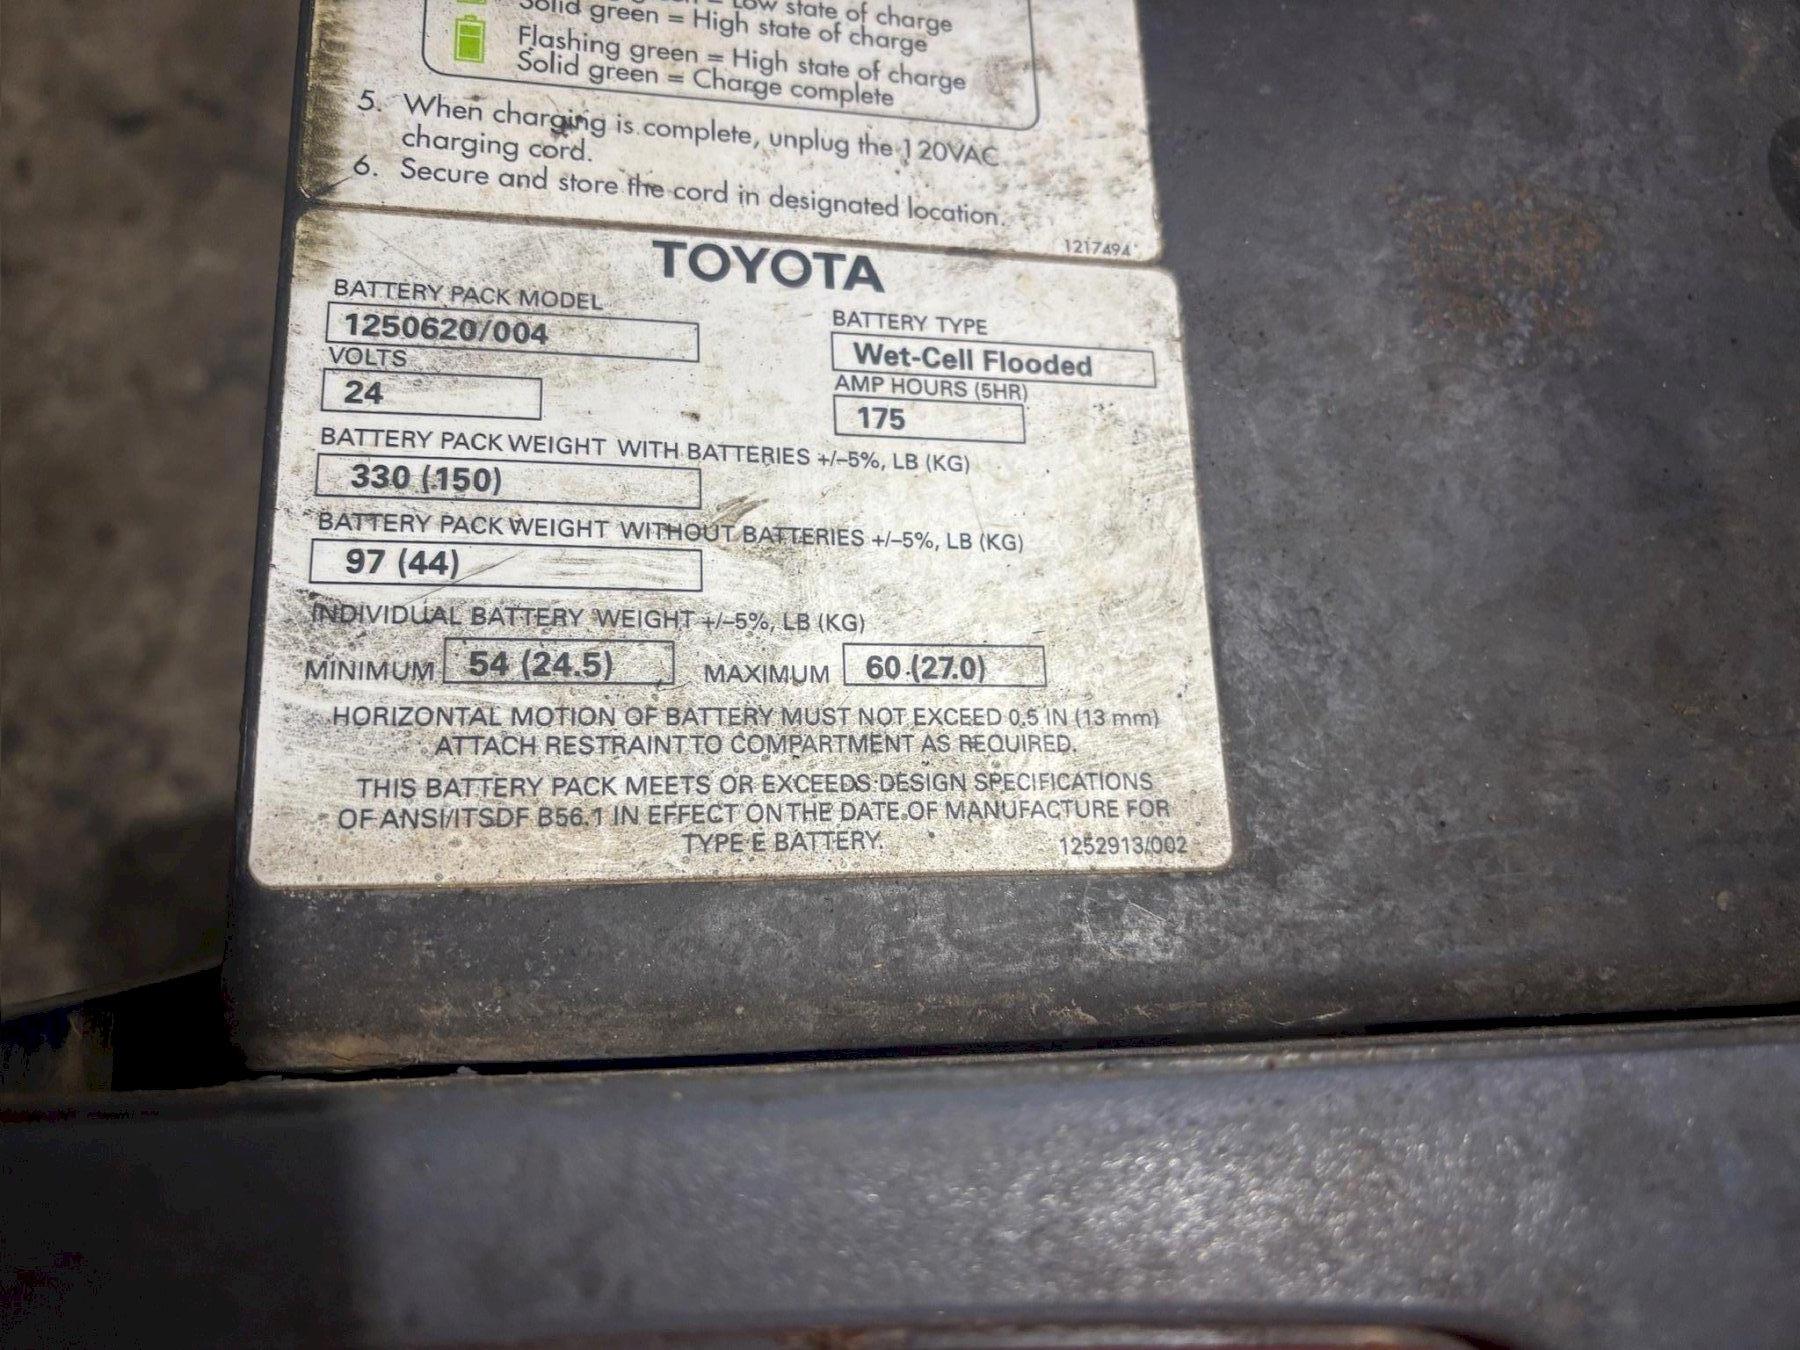 = Low state of charge
Solid green = High state of charge
Flashing green = High state of charge
Solid green = Charge complete
5. When charging is complete, unplug the 120VAC
charging cord.
6. Secure and store the cord in designated location.
1217494
TOYOTA
BATTERY PACK MODEL
1250620/004
BATTERY TYPE
Wet-Cell Flooded
VOLTS
24
AMP HOURS (5HR)
175
BATTERY PACK WEIGHT WITH BATTERIES +/-5%, LB (KG)
330 (150)
BATTERY PACK WEIGHT WITHOUT BATTERIES +/-5%, LB (KG)
97 (44)
INDIVIDUAL BATTERY WEIGHT +/-5%, LB (KG)
MINIMUM 54 (24.5) MAXIMUM 60 (27.0)
HORIZONTAL MOTION OF BATTERY MUST NOT EXCEED 0.5 IN (13 mm)
ATTACH RESTRAINT TO COMPARTMENT AS REQUIRED.
THIS BATTERY PACK MEETS OR EXCEEDS DESIGN SPECIFICATIONS
OF ANSI/ITSDF B56.1 IN EFFECT ON THE DATE OF MANUFACTURE FOR
TYPE E BATTERY.
1252913/002